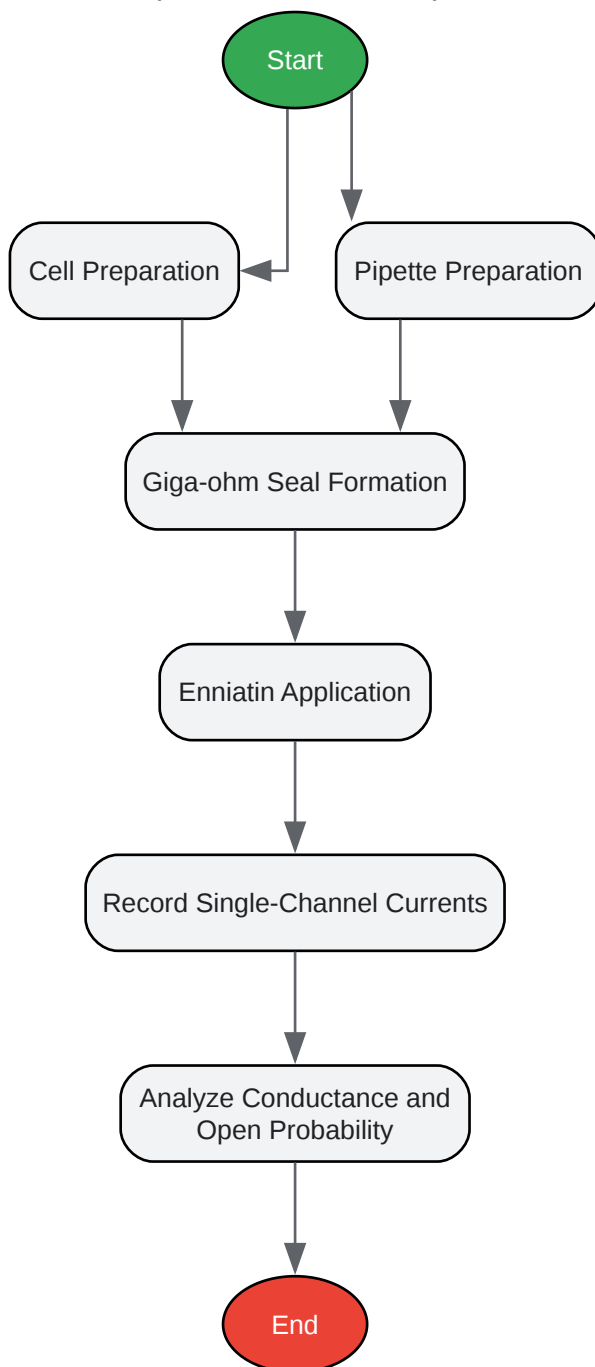 Start
Cell Preparation
Pipette Preparation
Giga-ohm Seal Formation
Enniatin Application
Record Single-Channel Currents
Analyze Conductance and
Open Probability
End